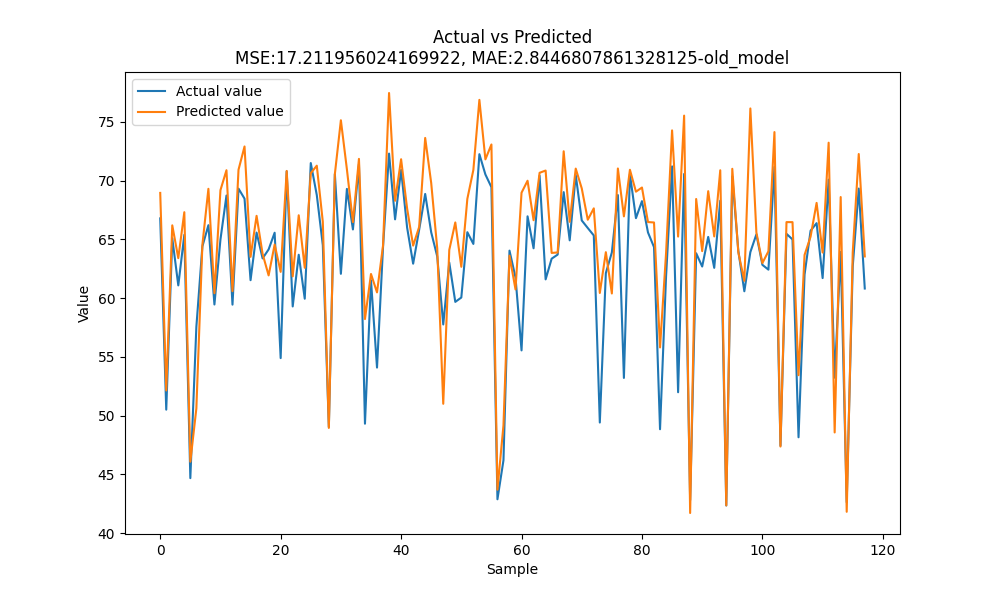 Actual vs Predicted
MSE:17.211956024169922, MAE:2.8446807861328125-old_model
Actual value
Predicted value
Value
75
70
65
60
55
50
45
40
0
20
40
60
80
100
120
Sample